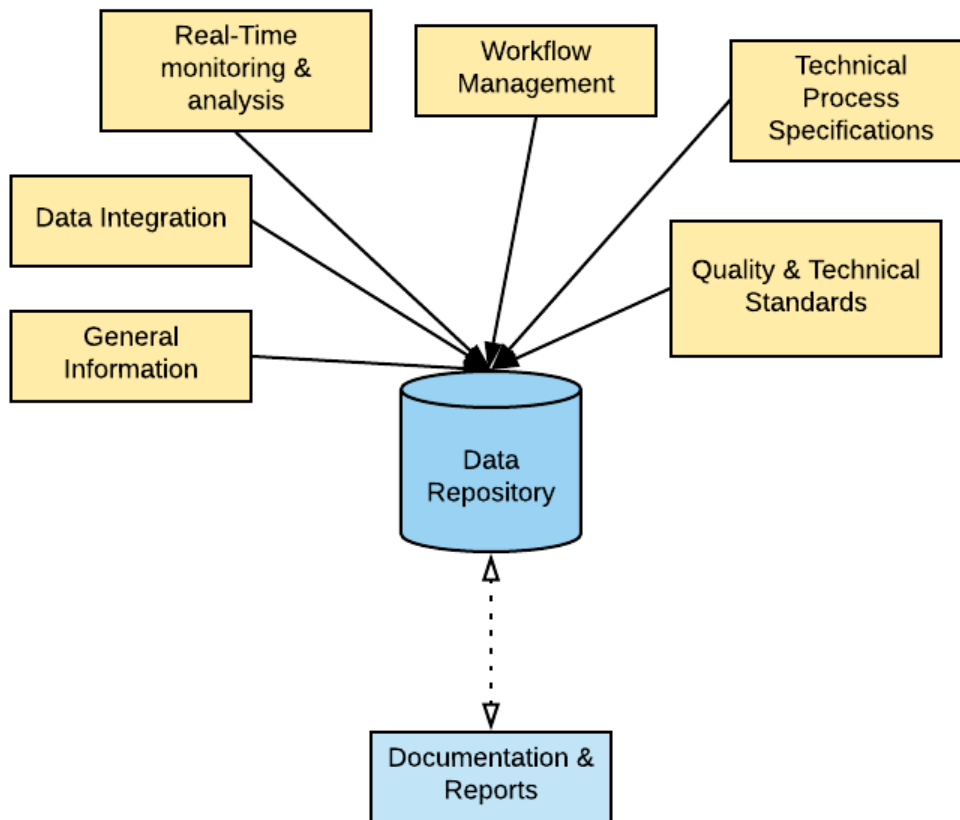 Real-Time
monitoring &
analysis
Workflow
Management
Technical
Process
Specifications
Data Integration
Quality & Technical
Standards
General
Information
Data
Repository
Documentation &
Reports